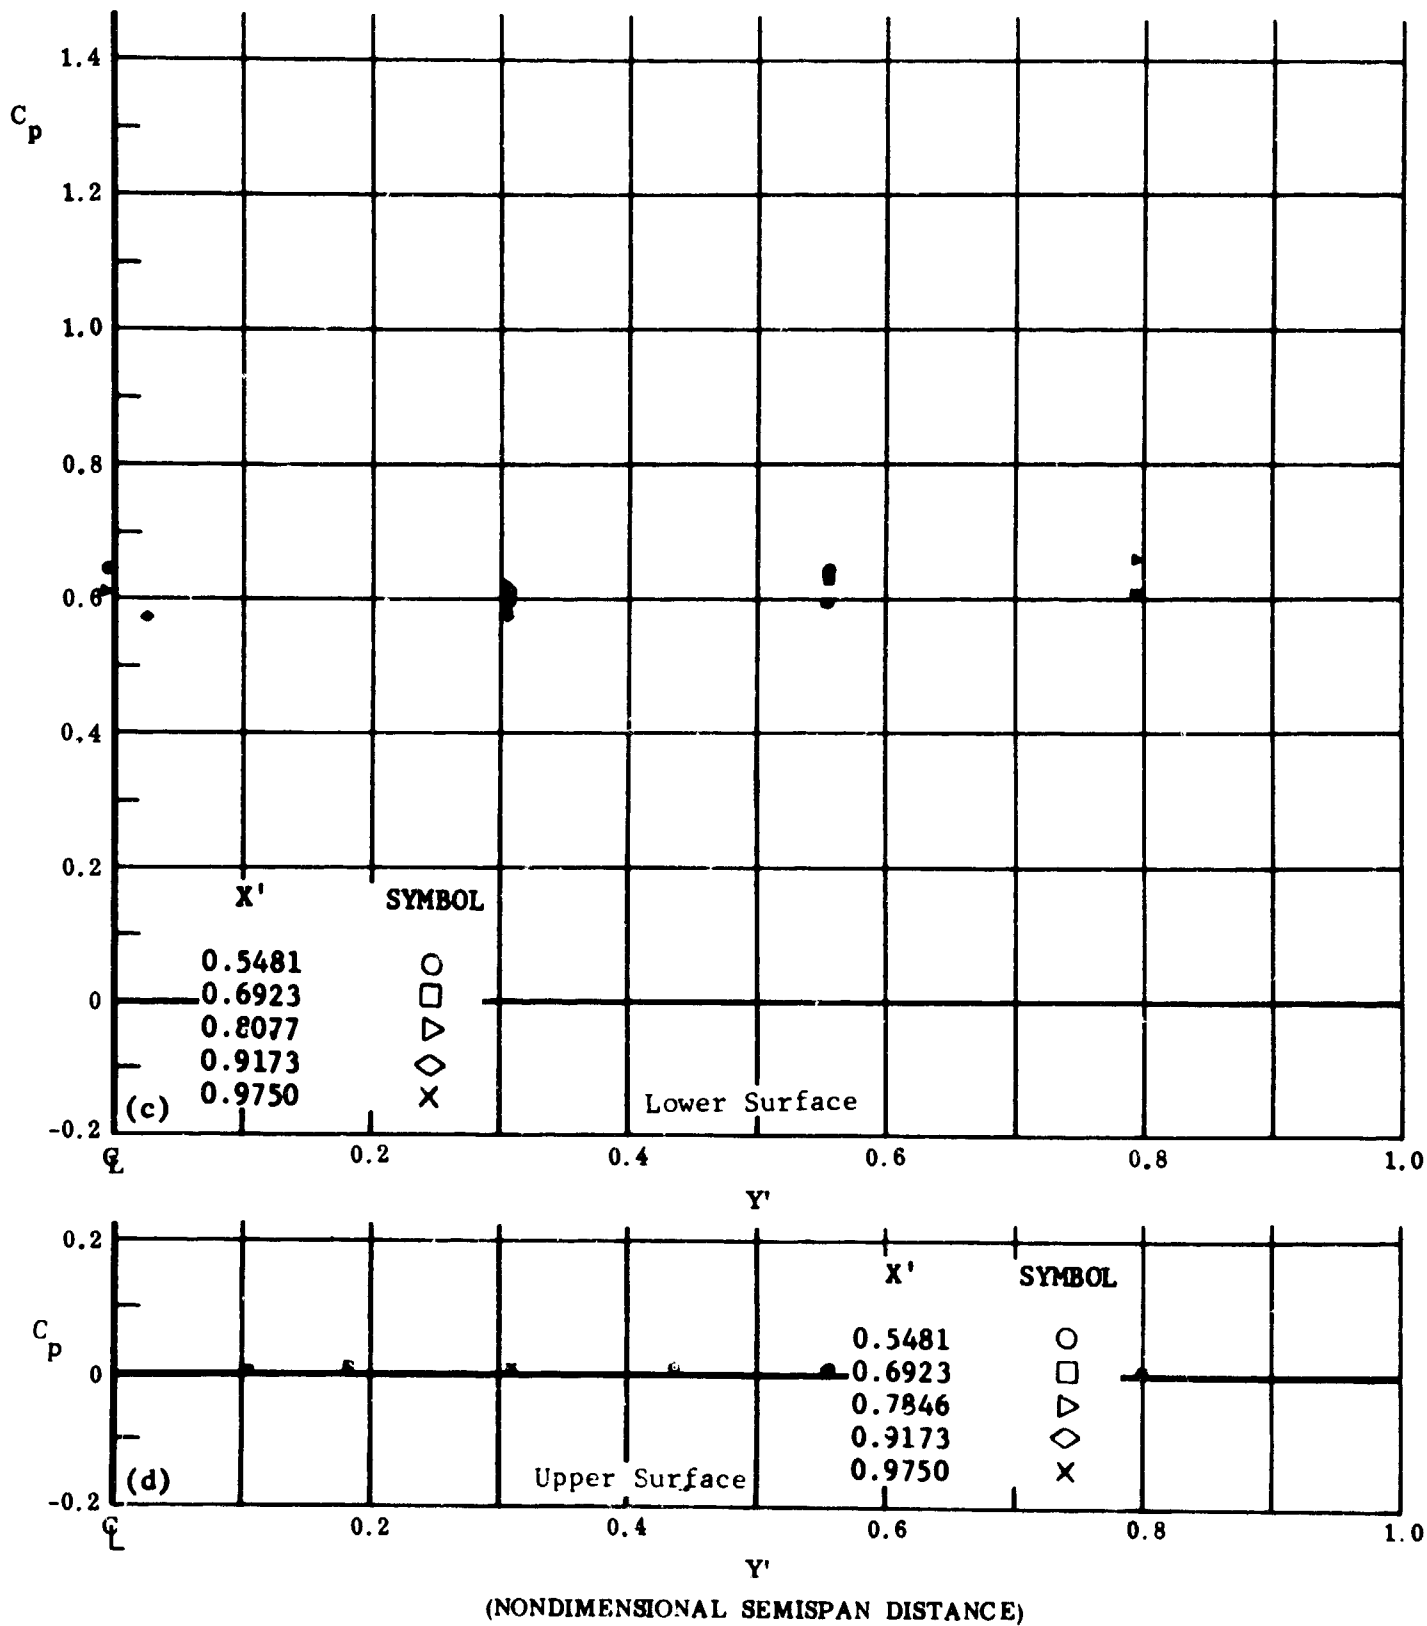 1.4
C_p
1.2
1.0
0.8
0.6
0.4
0.2
X' SYMBOL
0.5481 ○
0 0.6923 □
0.8077 ▷
0.9173 ◇
0.9750 ×
(c) Lower Surface
-0.2
℄ 0.2 0.4 0.6 0.8 1.0
Y'
0.2
X' SYMBOL
C_p
0.5481 ○
0 0.6923 □
0.7846 ▷
0.9173 ◇
0.9750 ×
(d) Upper Surface
-0.2
℄ 0.2 0.4 0.6 0.8 1.0
Y'
(NONDIMENSIONAL SEMISPAN DISTANCE)